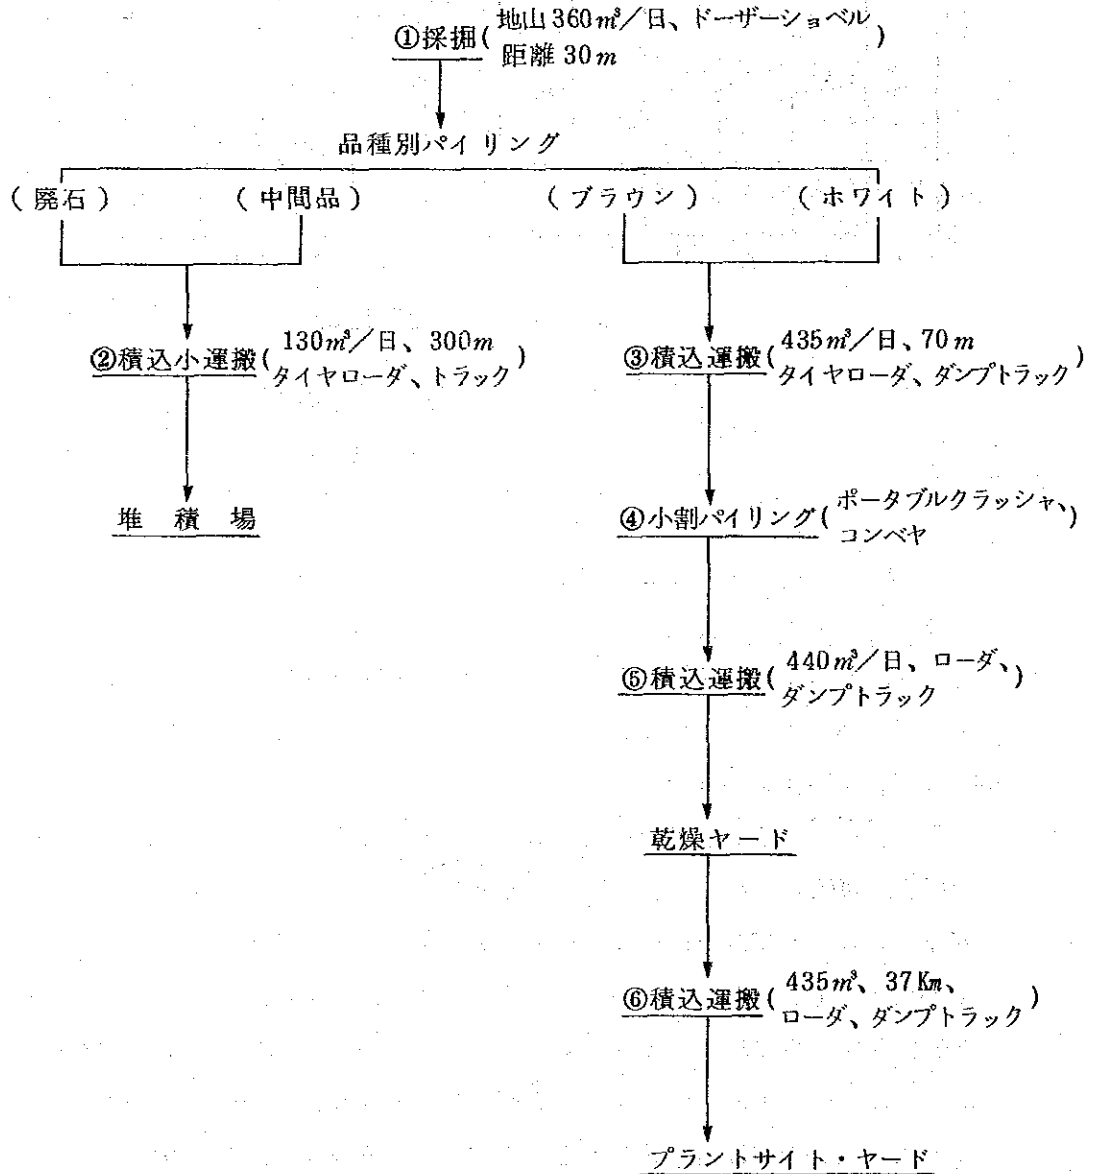 ①採掘(地山360㎥/日、ドーザーショベル
距離30m)
品種別パイリング
(廃石) (中間品) (ブラウン) (ホワイト)
②積込小運搬(130㎥/日、300m
タイヤローダ、トラック)
③積込運搬(435㎥/日、70m
タイヤローダ、ダンプトラック)
堆積場
④小割パイリング(ポータブルクラッシャ、
コンベヤ)
⑤積込運搬(440㎥/日、ローダ、
ダンプトラック)
乾燥ヤード
⑥積込運搬(435㎥、37Km、
ローダ、ダンプトラック)
プラントサイト・ヤード